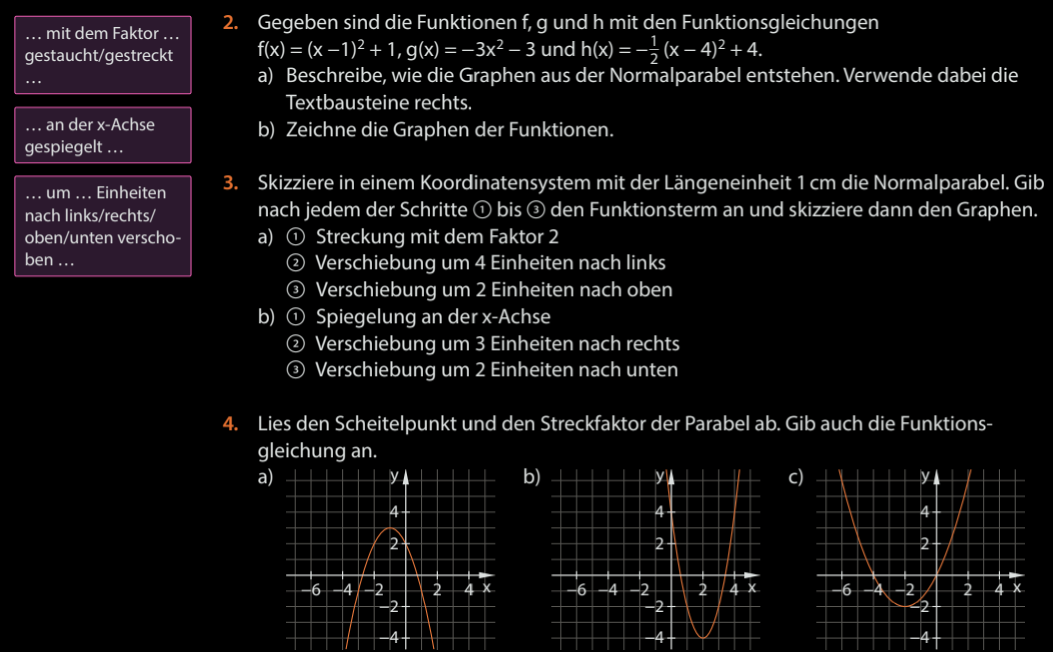 … mit dem Faktor …
gestaucht/gestreckt
…
… an der x-Achse
gespiegelt …
… um … Einheiten
nach links/rechts/
oben/unten verscho-
ben …
2. Gegeben sind die Funktionen f, g und h mit den Funktionsgleichungen
f(x) = (x −1)² + 1, g(x) = −3x² − 3 und h(x) = −1/2 (x − 4)² + 4.
a) Beschreibe, wie die Graphen aus der Normalparabel entstehen. Verwende dabei die
Textbausteine rechts.
b) Zeichne die Graphen der Funktionen.
3. Skizziere in einem Koordinatensystem mit der Längeneinheit 1 cm die Normalparabel. Gib
nach jedem der Schritte ① bis ③ den Funktionsterm an und skizziere dann den Graphen.
a) ① Streckung mit dem Faktor 2
② Verschiebung um 4 Einheiten nach links
③ Verschiebung um 2 Einheiten nach oben
b) ① Spiegelung an der x-Achse
② Verschiebung um 3 Einheiten nach rechts
③ Verschiebung um 2 Einheiten nach unten
4. Lies den Scheitelpunkt und den Streckfaktor der Parabel ab. Gib auch die Funktions-
gleichung an.
a) y
4
2
−6 −4 −2 2 4 x
−2
−4
b) y
4
2
−6 −4 −2 2 4 x
−2
−4
c) y
4
2
−6 −4 −2 2 4 x
−2
−4